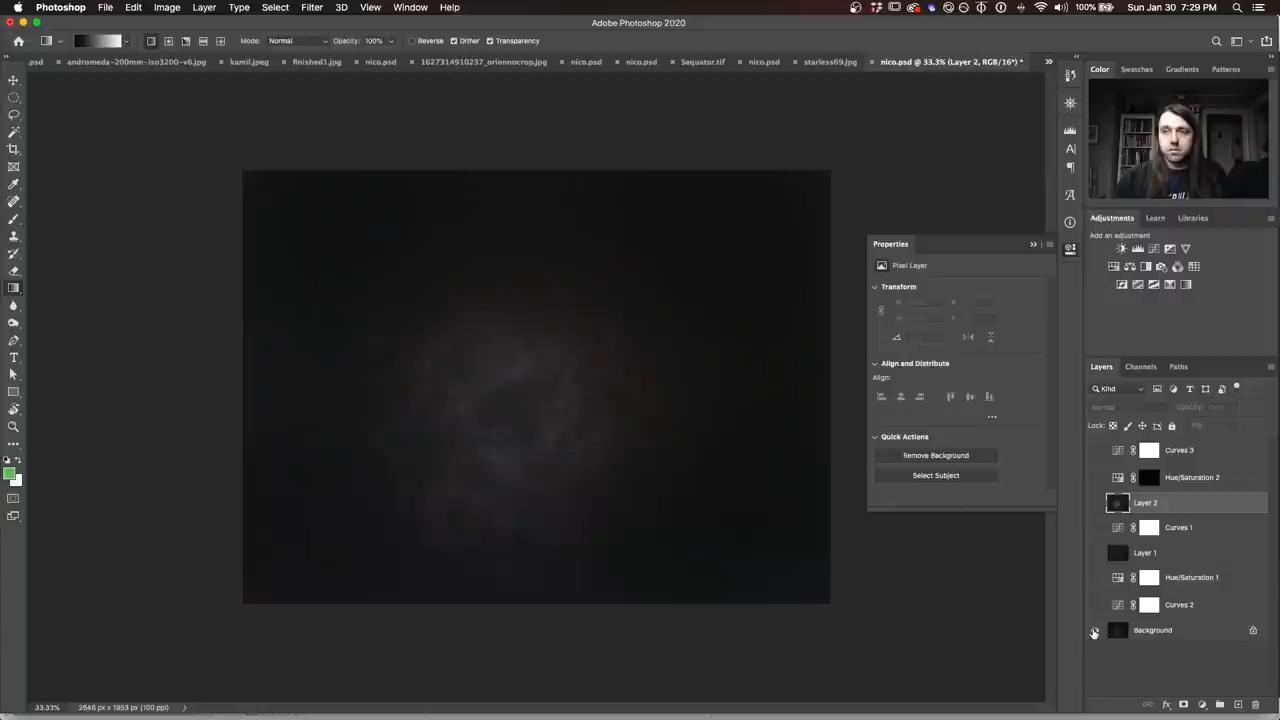 Photoshop File Edit Image Layer Type Select Filter 3D View Window Help 100% Sun Jan 30 7:29 PM
Adobe Photoshop 2020
Mode: Normal Opacity: 100% Reverse Dither Transparency
.psd × andromeda-200mm-iso3200-v6.jpg × kamil.jpeg × finished1.jpg × nico.psd × 1627314910237_orionnocrop.jpg × nico.psd × nico.psd × Sequator.tif × nico.psd × starless69.jpg × nico.psd @ 33.3% (Layer 2, RGB/16*) *
Color Swatches Gradients Patterns
Adjustments Learn Libraries
Add an adjustment
Properties
Pixel Layer
Transform
W: X:
H: Y:
Align and Distribute
Align:
Quick Actions
Remove Background
Select Subject
Layers Channels Paths
Kind
Normal Opacity:
Lock: Fill:
Curves 3
Hue/Saturation 2
Layer 2
Curves 1
Layer 1
Hue/Saturation 1
Curves 2
Background
33.33% 2646 px x 1953 px (100 ppi)